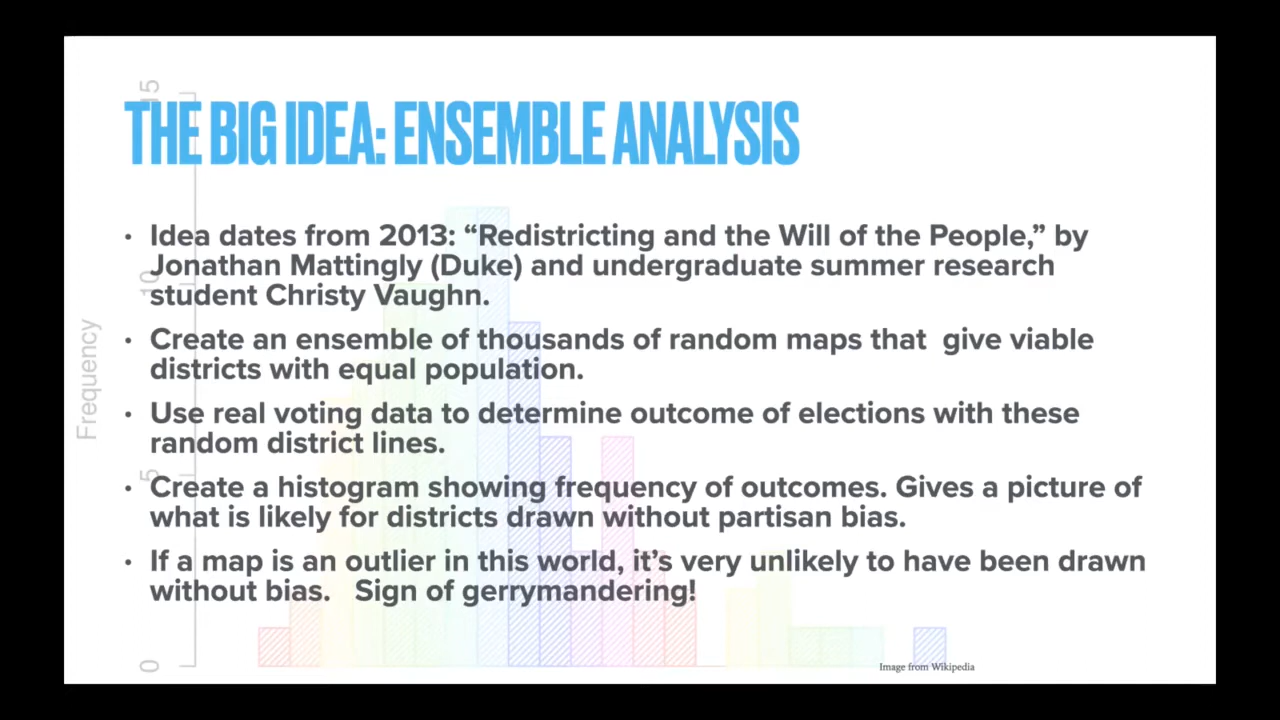 THE BIG IDEA: ENSEMBLE ANALYSIS
• Idea dates from 2013: “Redistricting and the Will of the People,” by
Jonathan Mattingly (Duke) and undergraduate summer research
student Christy Vaughn.
• Create an ensemble of thousands of random maps that  give viable
districts with equal population.
• Use real voting data to determine outcome of elections with these
random district lines.
• Create a histogram showing frequency of outcomes. Gives a picture of
what is likely for districts drawn without partisan bias.
• If a map is an outlier in this world, it’s very unlikely to have been drawn
without bias.   Sign of gerrymandering!
Frequency
15
10
5
0
Image from Wikipedia